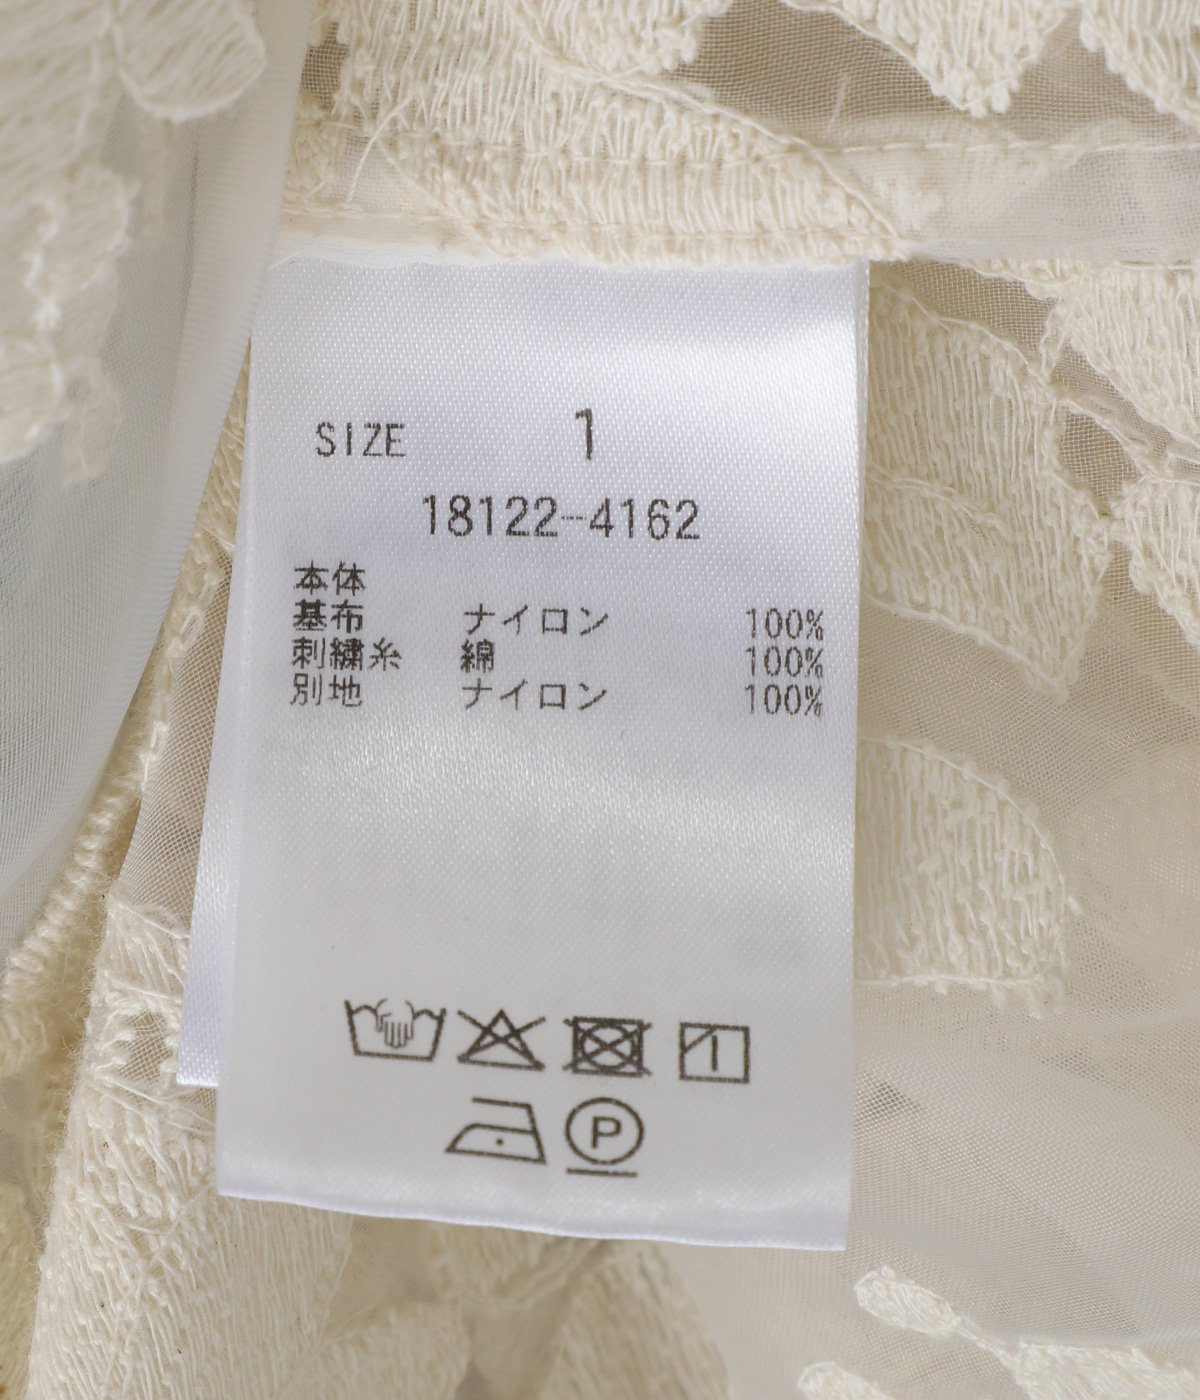 SIZE 1
18122-4162
本体
基布 ナイロン 100%
刺繍糸 綿 100%
別地 ナイロン 100%
P